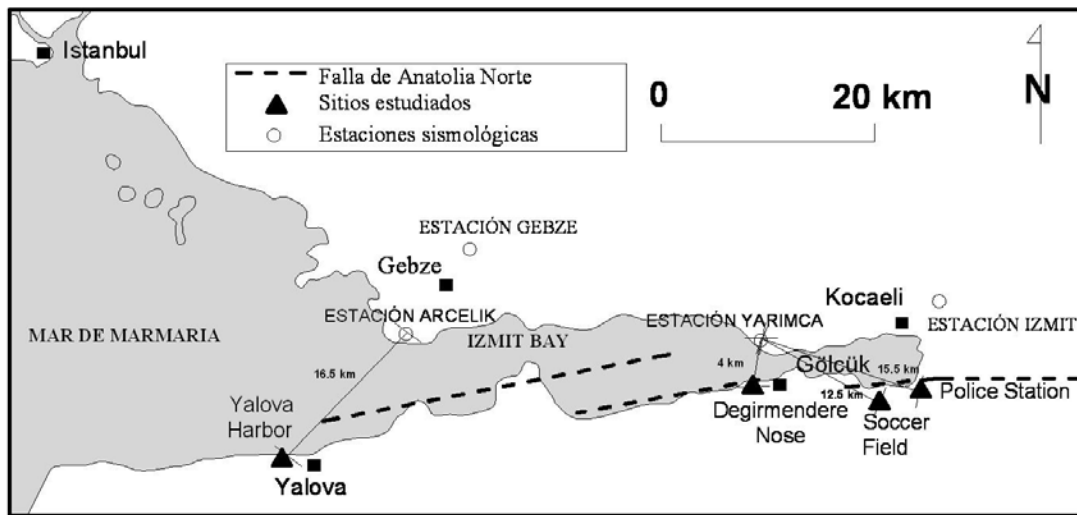 Istanbul
Falla de Anatolia Norte
Sitios estudiados
Estaciones sismológicas
0 20 km
N
ESTACIÓN GEBZE
Gebze
ESTACIÓN ARCELIK
MAR DE MARMARIA
IZMIT BAY
ESTACIÓN YARIMCA
Kocaeli
ESTACIÓN IZMIT
16.5 km
4 km
Gölcük
15.5 km
12.5 km
Police Station
Degirmendere
Nose
Soccer
Field
Yalova
Harbor
Yalova